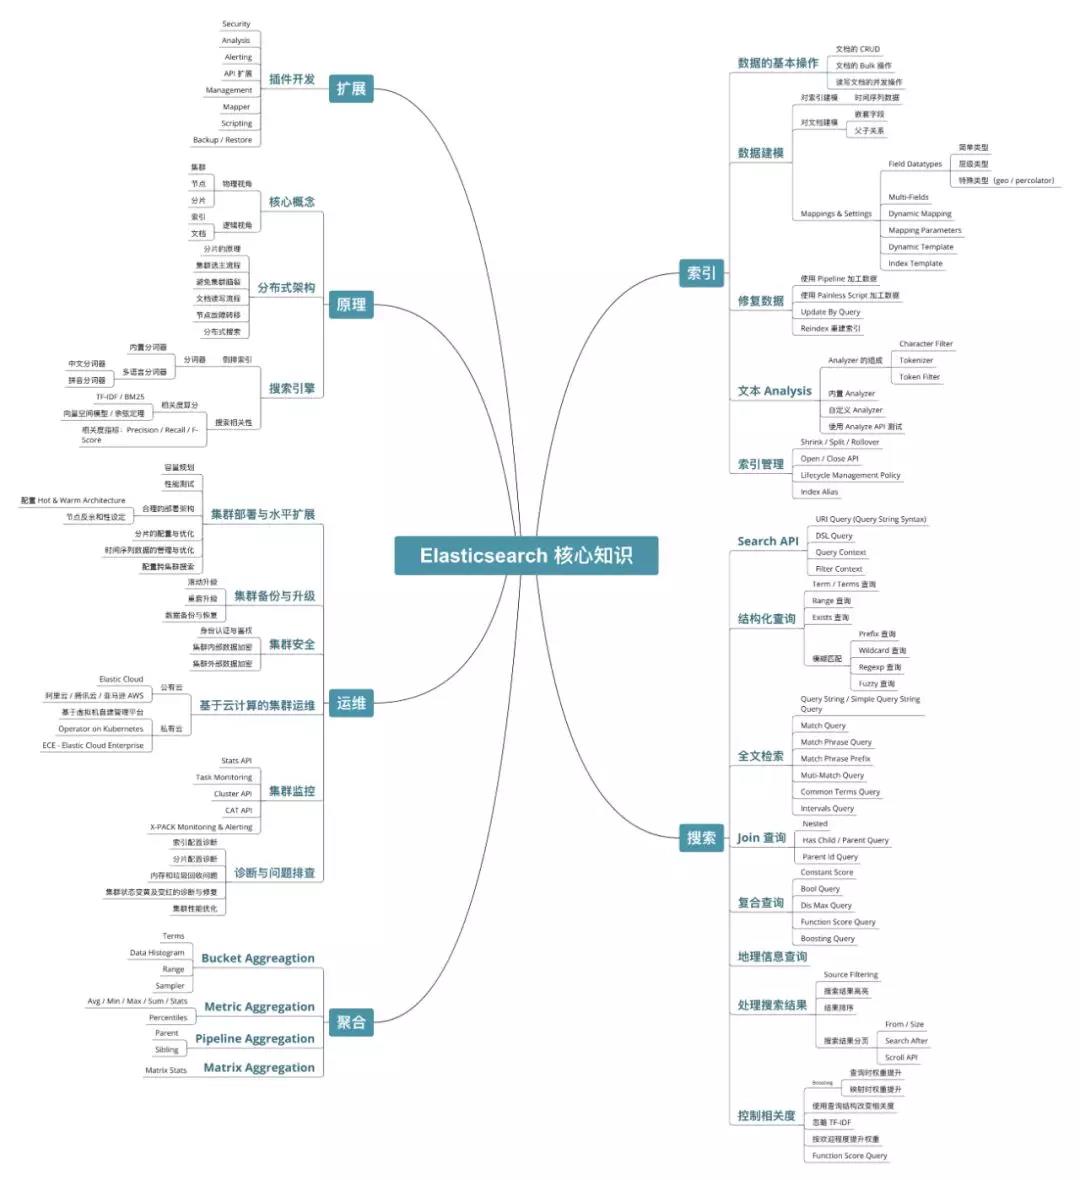 Elasticsearch 核心知识
扩展
插件开发
Security
Analysis
Alerting
API 扩展
Management
Mapper
Scripting
Backup / Restore
原理
核心概念
物理视角
集群
节点
分片
逻辑视角
索引
文档
分布式架构
分片的原理
集群选主流程
避免集群脑裂
文档读写流程
节点故障转移
分布式搜索
搜索引擎
倒排索引
分词器
内置分词器
多语言分词器
中文分词器
拼音分词器
搜索相关性
相关度算分
TF-IDF / BM25
向量空间模型 / 余弦定理
相关度指标：Precision / Recall / F-
Score
运维
集群部署与水平扩展
容量规划
性能测试
合理的部署架构
配置 Hot & Warm Architecture
节点反亲和性设定
分片的配置与优化
时间序列数据的管理与优化
配置跨集群搜索
集群备份与升级
滚动升级
重启升级
数据备份与恢复
集群安全
身份认证与鉴权
集群内部数据加密
集群外部数据加密
基于云计算的集群运维
公有云
Elastic Cloud
阿里云 / 腾讯云 / 亚马逊 AWS
私有云
基于虚拟机自建管理平台
Operator on Kubernetes
ECE - Elastic Cloud Enterprise
集群监控
Stats API
Task Monitoring
Cluster API
CAT API
X-PACK Monitoring & Alerting
诊断与问题排查
索引配置诊断
分片配置诊断
内存和垃圾回收问题
集群状态变黄及变红的诊断与修复
集群性能优化
聚合
Bucket Aggreagtion
Terms
Data Histogram
Range
Sampler
Metric Aggregation
Avg / Min / Max / Sum / Stats
Percentiles
Pipeline Aggregation
Parent
Sibling
Matrix Aggregation
Matrix Stats
索引
数据的基本操作
文档的 CRUD
文档的 Bulk 操作
读写文档的并发操作
数据建模
对索引建模
时间序列数据
对文档建模
嵌套字段
父子关系
Mappings & Settings
Field Datatypes
简单类型
层级类型
特殊类型（geo / percolator）
Multi-Fields
Dynamic Mapping
Mapping Parameters
Dynamic Template
Index Template
修复数据
使用 Pipeline 加工数据
使用 Painless Script 加工数据
Update By Query
Reindex 重建索引
文本 Analysis
Analyzer 的组成
Character Filter
Tokenizer
Token Filter
内置 Analyzer
自定义 Analyzer
使用 Analyze API 测试
索引管理
Shrink / Split / Rollover
Open / Close API
Lifecycle Management Policy
Index Alias
搜索
Search API
URI Query (Query String Syntax)
DSL Query
Query Context
Filter Context
结构化查询
Term / Terms 查询
Range 查询
Exists 查询
模糊匹配
Prefix 查询
Wildcard 查询
Regexp 查询
Fuzzy 查询
全文检索
Query String / Simple Query String
Query
Match Query
Match Phrase Query
Match Phrase Prefix
Muti-Match Query
Common Terms Query
Intervals Query
Join 查询
Nested
Has Child / Parent Query
Parent Id Query
复合查询
Constant Score
Bool Query
Dis Max Query
Function Score Query
Boosting Query
地理信息查询
处理搜索结果
Source Filtering
搜索结果高亮
结果排序
搜索结果分页
From / Size
Search After
Scroll API
控制相关度
Boosting
查询时权重提升
映射时权重提升
使用查询结构改变相关度
忽略 TF-IDF
按欢迎程度提升权重
Function Score Query